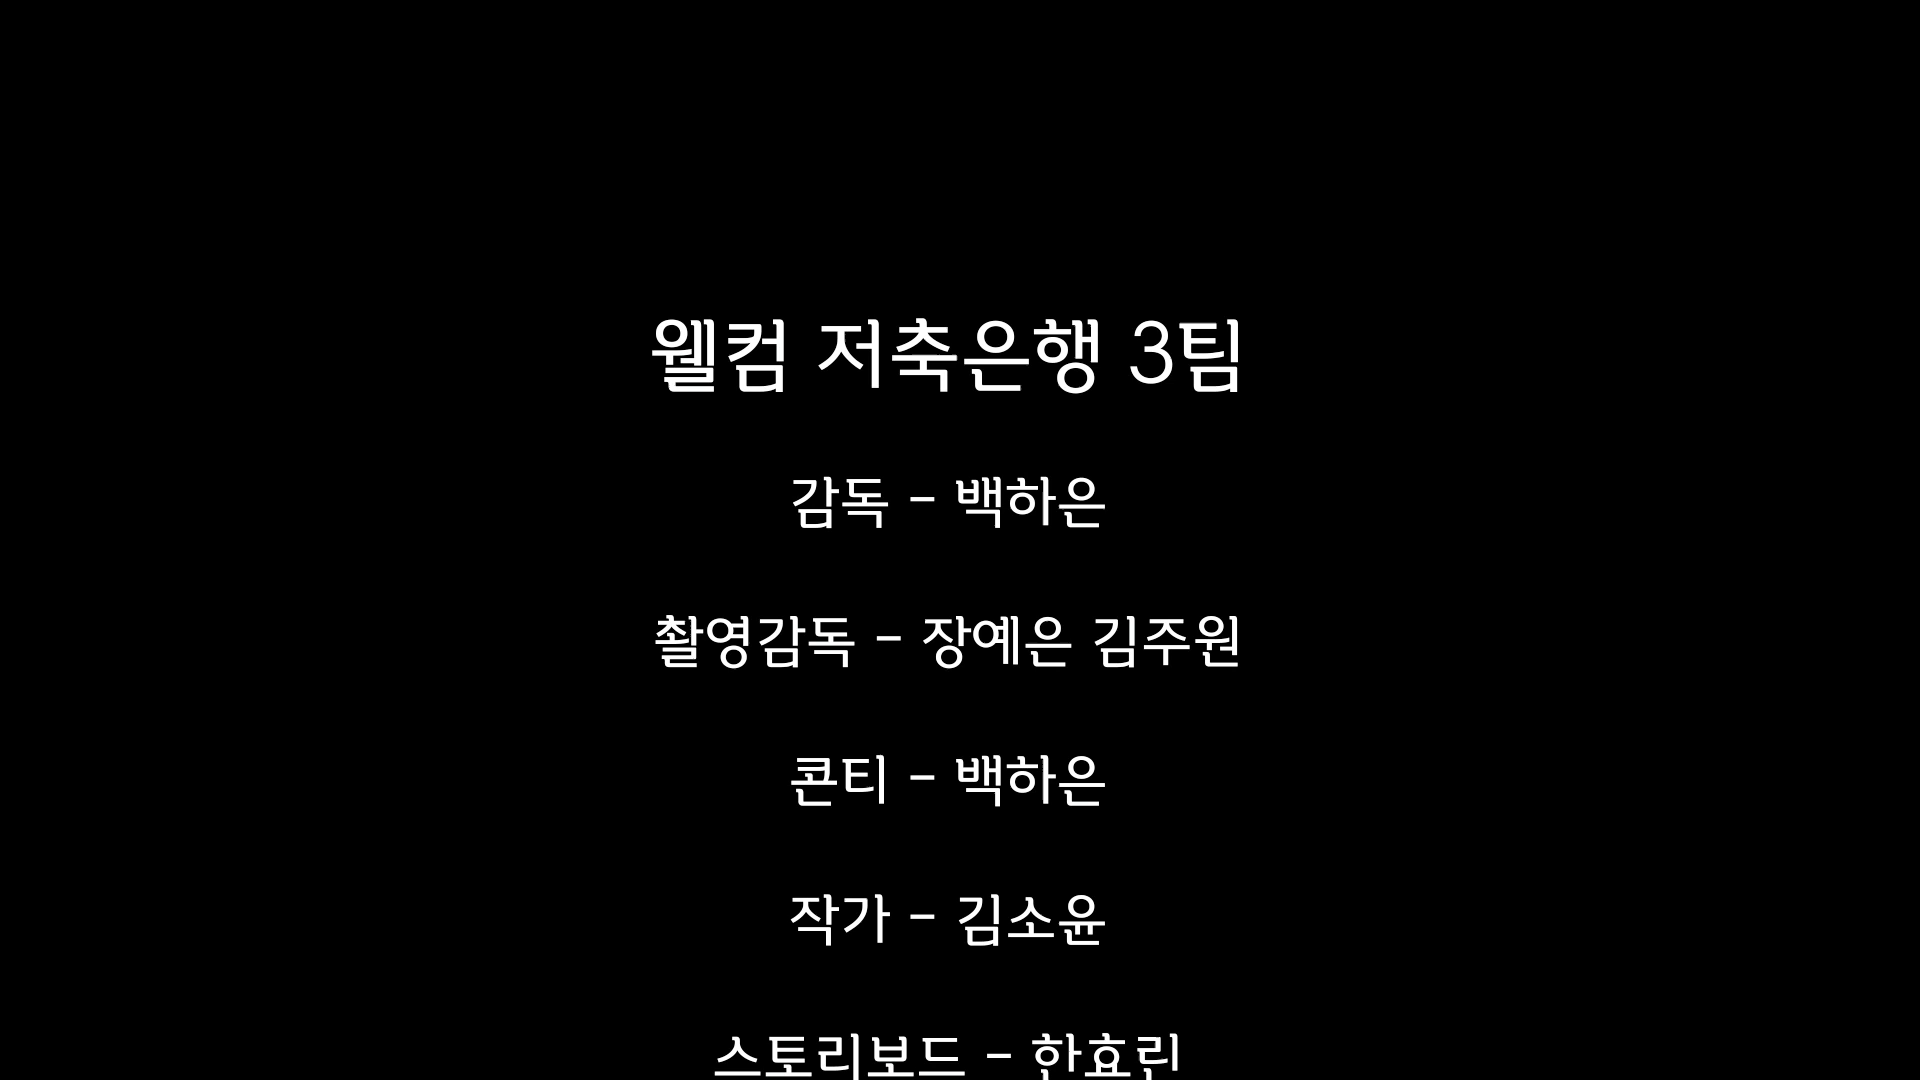 웰컴 저축은행 3팀
감독 - 백하은
촬영감독 - 장예은 김주원
콘티 - 백하은
작가 - 김소윤
스토리보드 - 한효린